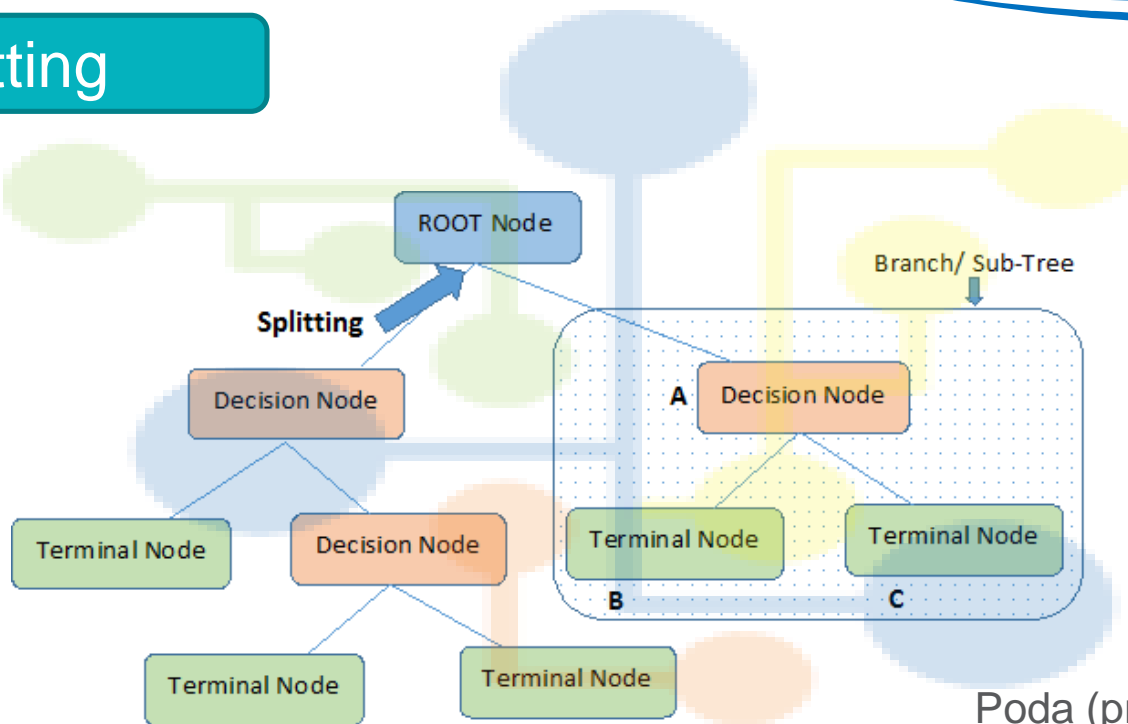 tting
ROOT Node
Branch/ Sub-Tree
Splitting
Decision Node
A
Decision Node
Terminal Node
Decision Node
Terminal Node
Terminal Node
B
C
Terminal Node
Terminal Node
Poda (pr